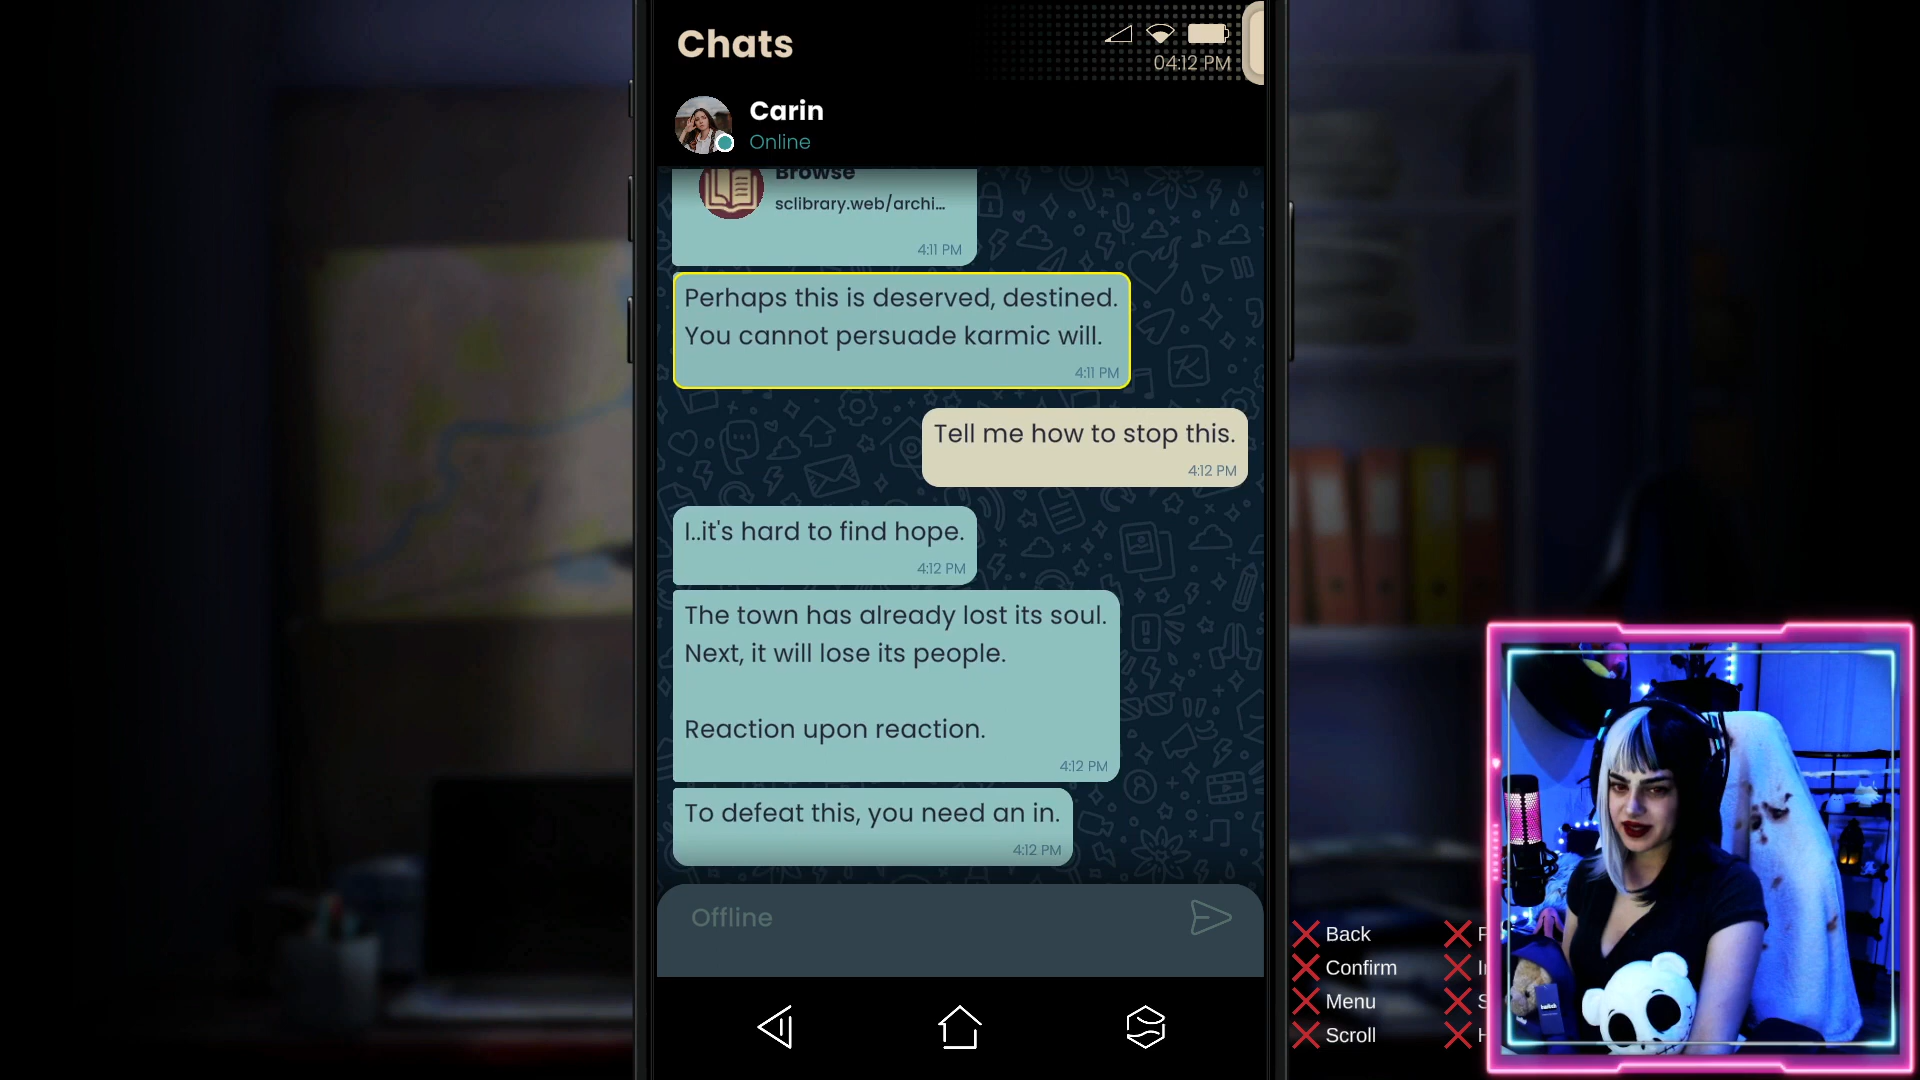 Chats
04:12 PM
Carin
Online
Browse
sclibrary.web/archi...
4:11 PM
Perhaps this is deserved, destined.
You cannot persuade karmic will.
4:11 PM
Tell me how to stop this.
4:12 PM
I..it's hard to find hope.
4:12 PM
The town has already lost its soul.
Next, it will lose its people.
Reaction upon reaction.
4:12 PM
To defeat this, you need an in.
4:12 PM
Offline
Back
Confirm
Menu
Scroll